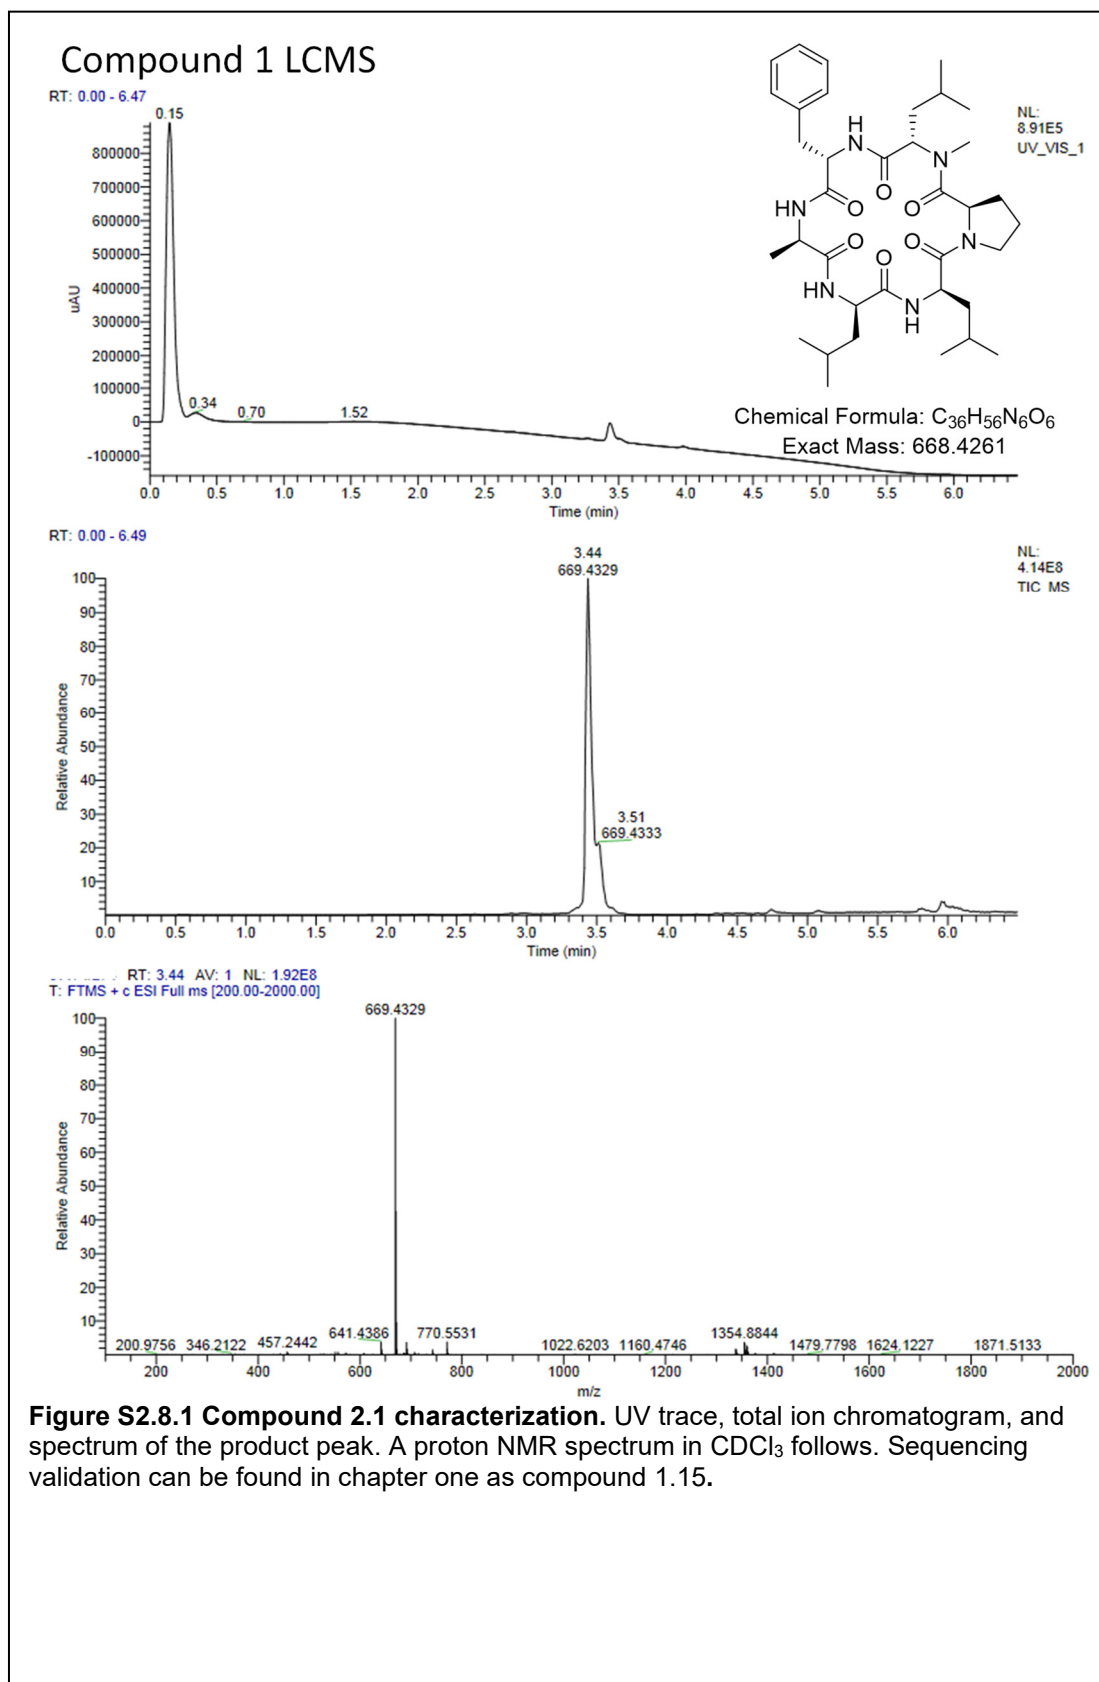 Compound 1 LCMS
RT: 0.00 - 6.47
0.15
NL:
8.91E5
UV_VIS_1
800000
700000
600000
500000
400000
300000
200000
100000
0
-100000
uAU
0.34
0.70
1.52
0.0 0.5 1.0 1.5 2.0 2.5 3.0 3.5 4.0 4.5 5.0 5.5 6.0
Time (min)
H
N
O
N
O
O
N
O
HN
O
O
HN
N
H
Chemical Formula: C36H56N6O6
Exact Mass: 668.4261
RT: 0.00 - 6.49
NL:
4.14E8
TIC MS
3.44
669.4329
3.51
669.4333
100
90
80
70
60
50
40
30
20
10
Relative Abundance
0.0 0.5 1.0 1.5 2.0 2.5 3.0 3.5 4.0 4.5 5.0 5.5 6.0
Time (min)
RT: 3.44 AV: 1 NL: 1.92E8
T: FTMS + c ESI Full ms [200.00-2000.00]
669.4329
100
90
80
70
60
50
40
30
20
10
Relative Abundance
200.9756 346.2122 457.2442 641.4386 770.5531 1022.6203 1160.4746 1354.8844 1479.7798 1624.1227 1871.5133
200 400 600 800 1000 1200 1400 1600 1800 2000
m/z
Figure S2.8.1 Compound 2.1 characterization. UV trace, total ion chromatogram, and
spectrum of the product peak. A proton NMR spectrum in CDCl3 follows. Sequencing
validation can be found in chapter one as compound 1.15.